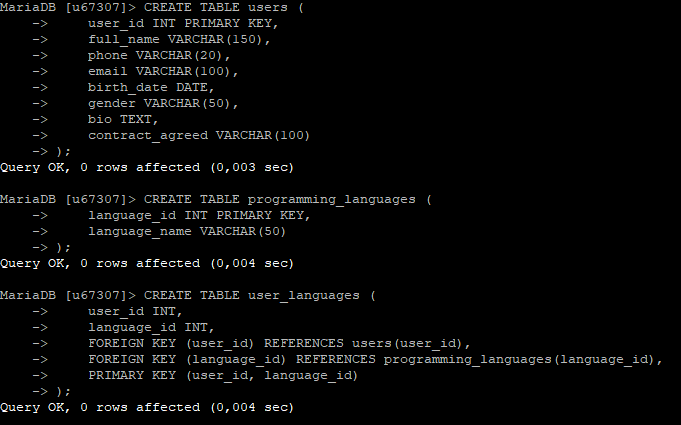 MariaDB [u67307]> CREATE TABLE users (
    ->     user_id INT PRIMARY KEY,
    ->     full_name VARCHAR(150),
    ->     phone VARCHAR(20),
    ->     email VARCHAR(100),
    ->     birth_date DATE,
    ->     gender VARCHAR(50),
    ->     bio TEXT,
    ->     contract_agreed VARCHAR(100)
    -> );
Query OK, 0 rows affected (0,003 sec)

MariaDB [u67307]> CREATE TABLE programming_languages (
    ->     language_id INT PRIMARY KEY,
    ->     language_name VARCHAR(50)
    -> );
Query OK, 0 rows affected (0,004 sec)

MariaDB [u67307]> CREATE TABLE user_languages (
    ->     user_id INT,
    ->     language_id INT,
    ->     FOREIGN KEY (user_id) REFERENCES users(user_id),
    ->     FOREIGN KEY (language_id) REFERENCES programming_languages(language_id),
    ->     PRIMARY KEY (user_id, language_id)
    -> );
Query OK, 0 rows affected (0,004 sec)